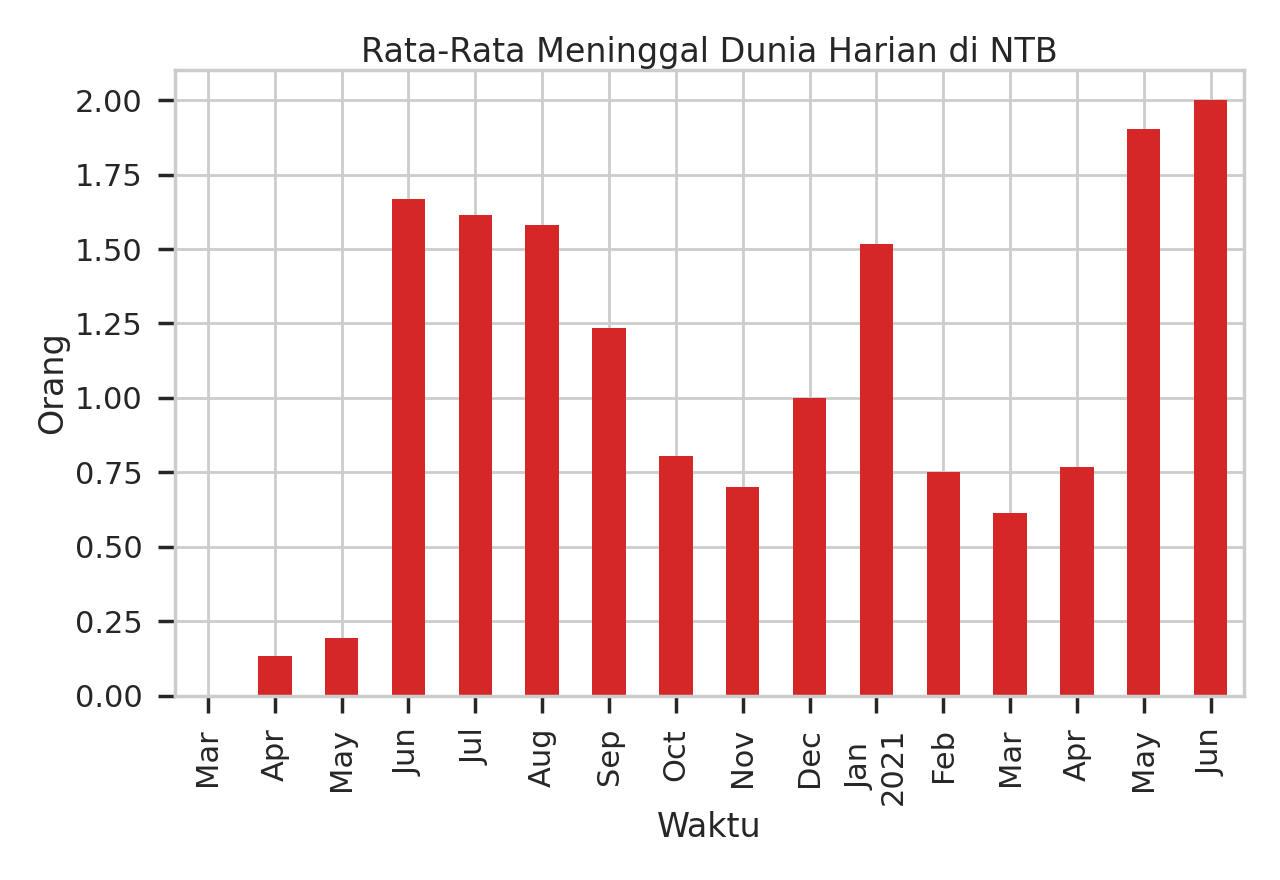 Rata-Rata Meninggal Dunia Harian di NTB
2.00
1.75
1.50
1.25
1.00
0.75
0.50
0.25
0.00
Orang
Mar
Apr
May
Jun
Jul
Aug
Sep
Oct
Nov
Dec
Jan
2021
Feb
Mar
Apr
May
Jun
Waktu